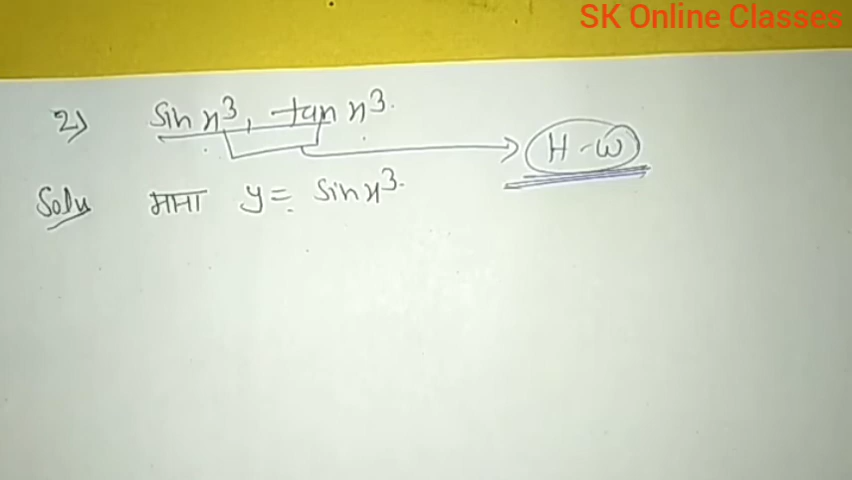 SK Online Classes
2) sin x³, tan x³.
H-W
Soln माना y = sin x³.